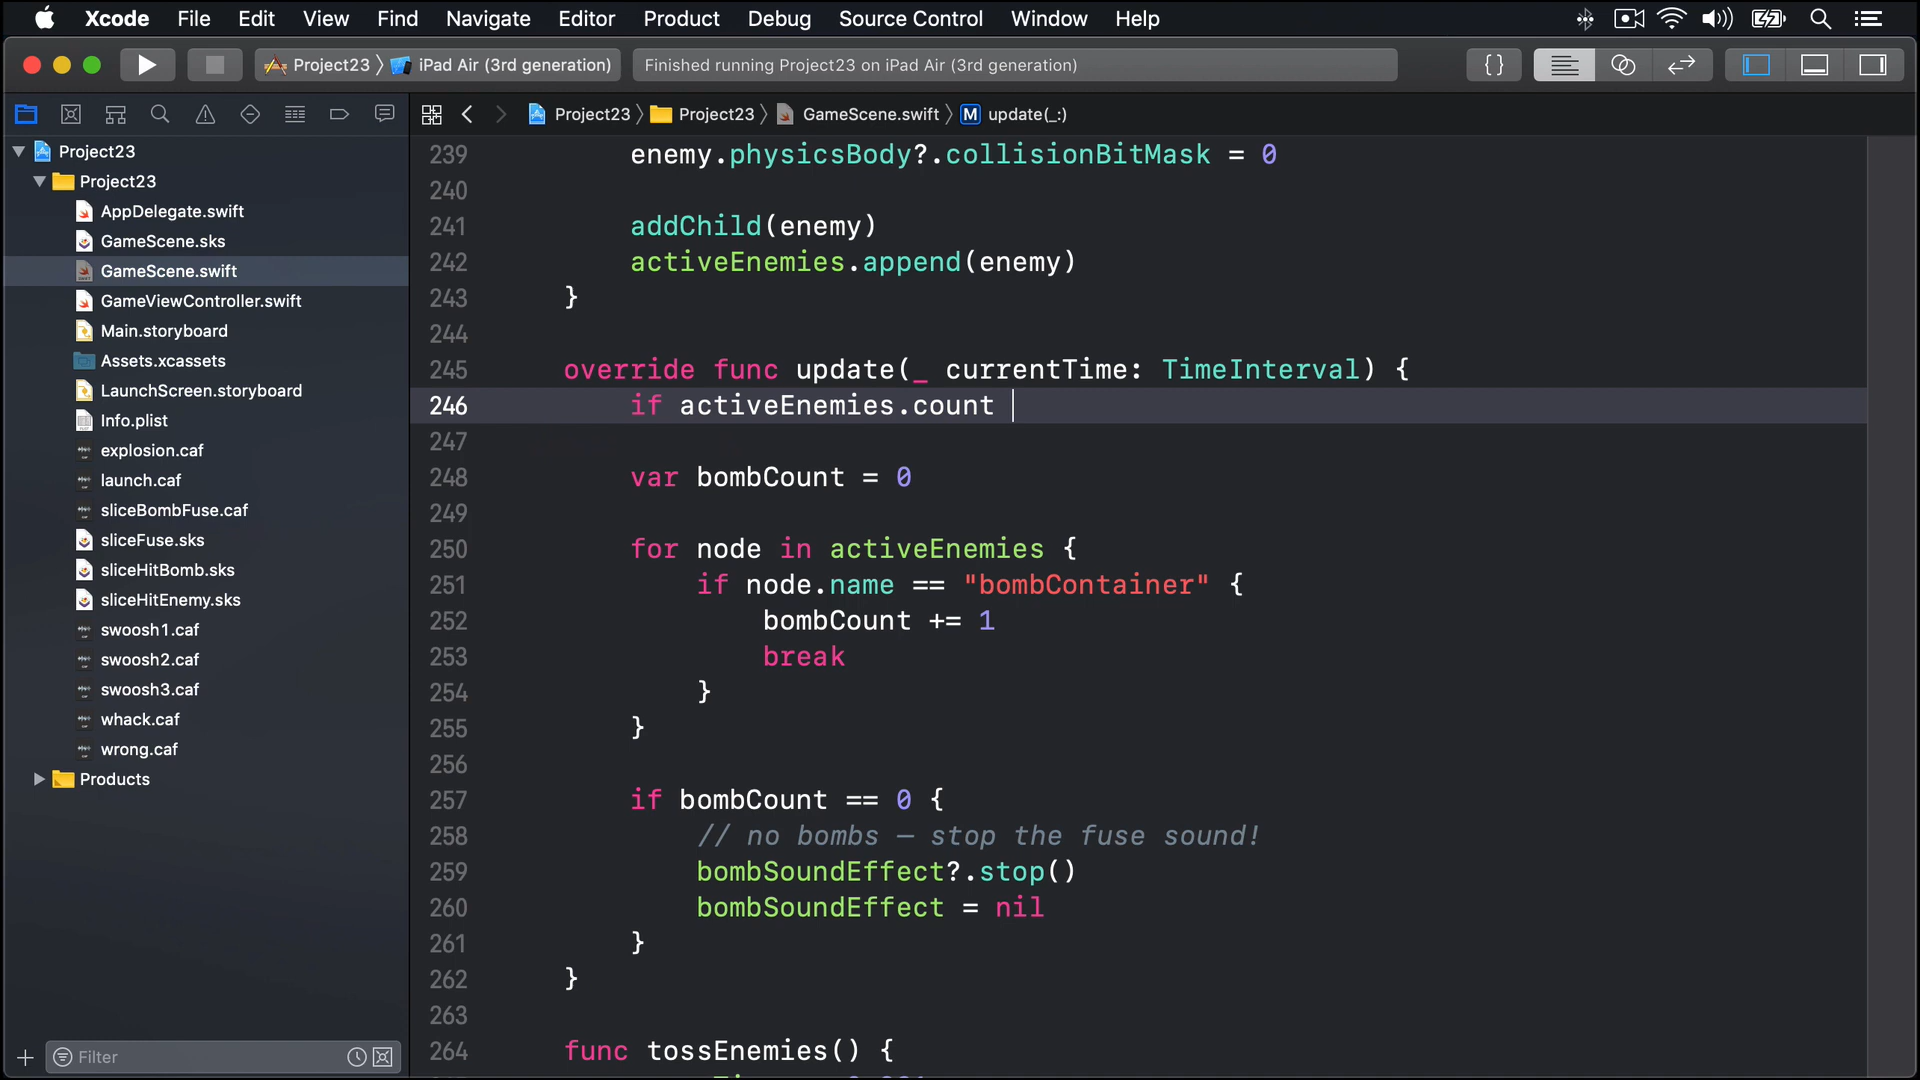 Xcode File Edit View Find Navigate Editor Product Debug Source Control Window Help
Project23 iPad Air (3rd generation)
Finished running Project23 on iPad Air (3rd generation)
{}
Project23 Project23 GameScene.swift M update(_:)
Project23
Project23
AppDelegate.swift
GameScene.sks
GameScene.swift
GameViewController.swift
Main.storyboard
Assets.xcassets
LaunchScreen.storyboard
Info.plist
explosion.caf
launch.caf
sliceBombFuse.caf
sliceFuse.sks
sliceHitBomb.sks
sliceHitEnemy.sks
swoosh1.caf
swoosh2.caf
swoosh3.caf
whack.caf
wrong.caf
Products
Filter
239 enemy.physicsBody?.collisionBitMask = 0
240
241 addChild(enemy)
242 activeEnemies.append(enemy)
243 }
244
245 override func update(_ currentTime: TimeInterval) {
246 if activeEnemies.count
247
248 var bombCount = 0
249
250 for node in activeEnemies {
251 if node.name == "bombContainer" {
252 bombCount += 1
253 break
254 }
255 }
256
257 if bombCount == 0 {
258 // no bombs – stop the fuse sound!
259 bombSoundEffect?.stop()
260 bombSoundEffect = nil
261 }
262 }
263
264 func tossEnemies() {